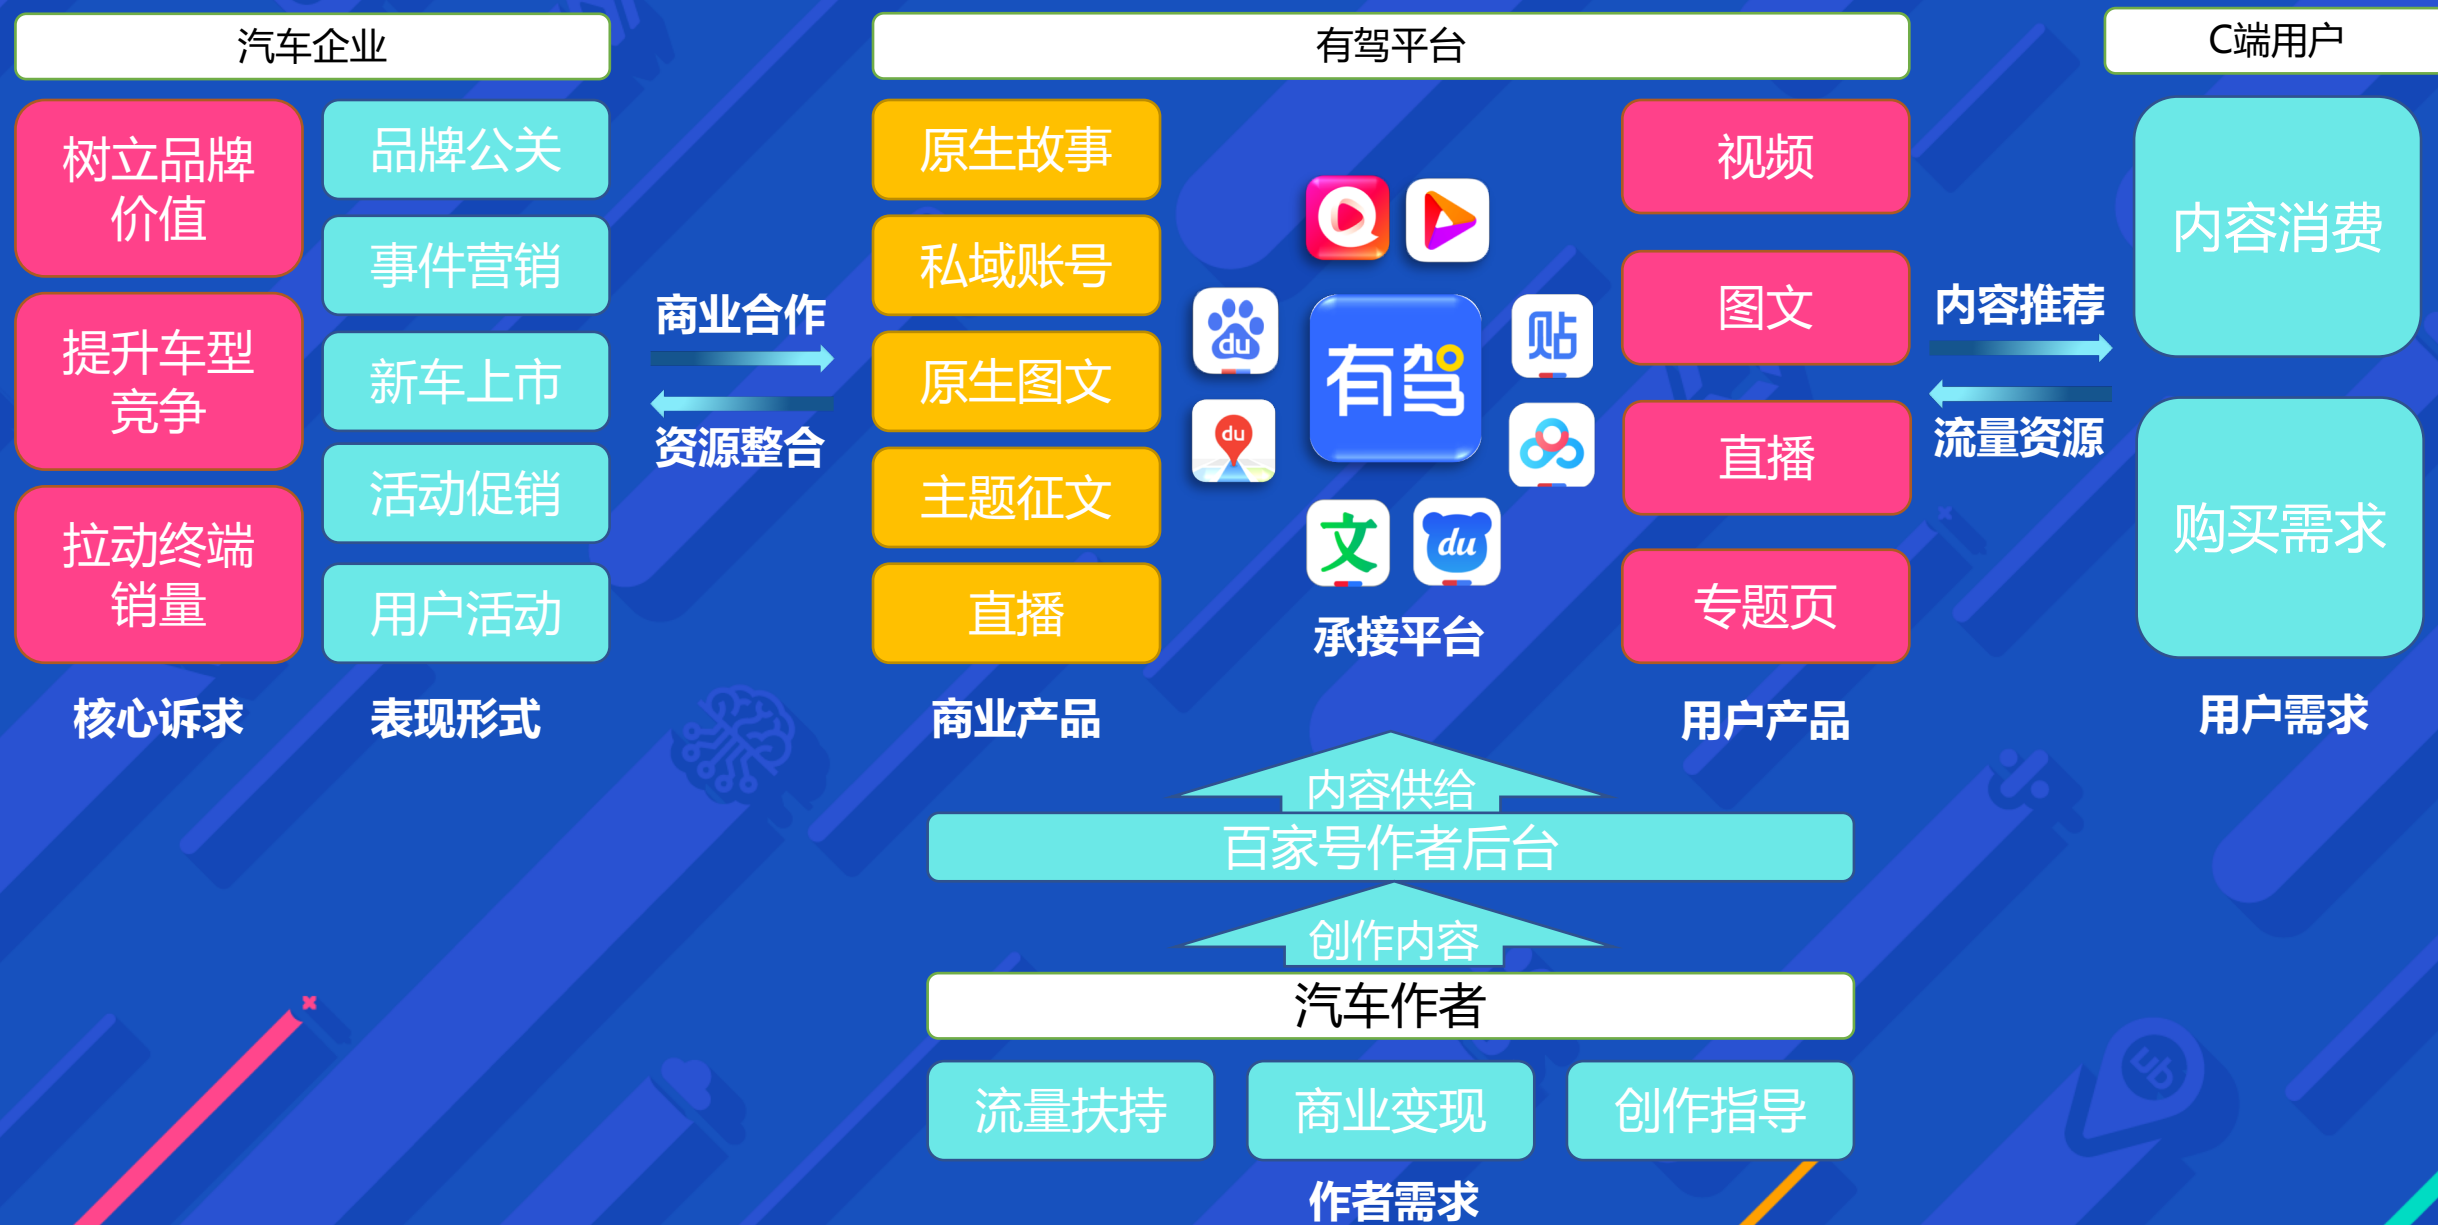 汽车企业
树立品牌
价值
提升车型
竞争
拉动终端
销量
核心诉求
品牌公关
事件营销
新车上市
活动促销
用户活动
表现形式
商业合作
资源整合
有驾平台
原生故事
私域账号
原生图文
主题征文
直播
商业产品
du
du
有驾
贴
文
du
承接平台
视频
图文
直播
专题页
用户产品
内容推荐
流量资源
C端用户
内容消费
购买需求
用户需求
内容供给
百家号作者后台
创作内容
汽车作者
流量扶持
商业变现
创作指导
作者需求